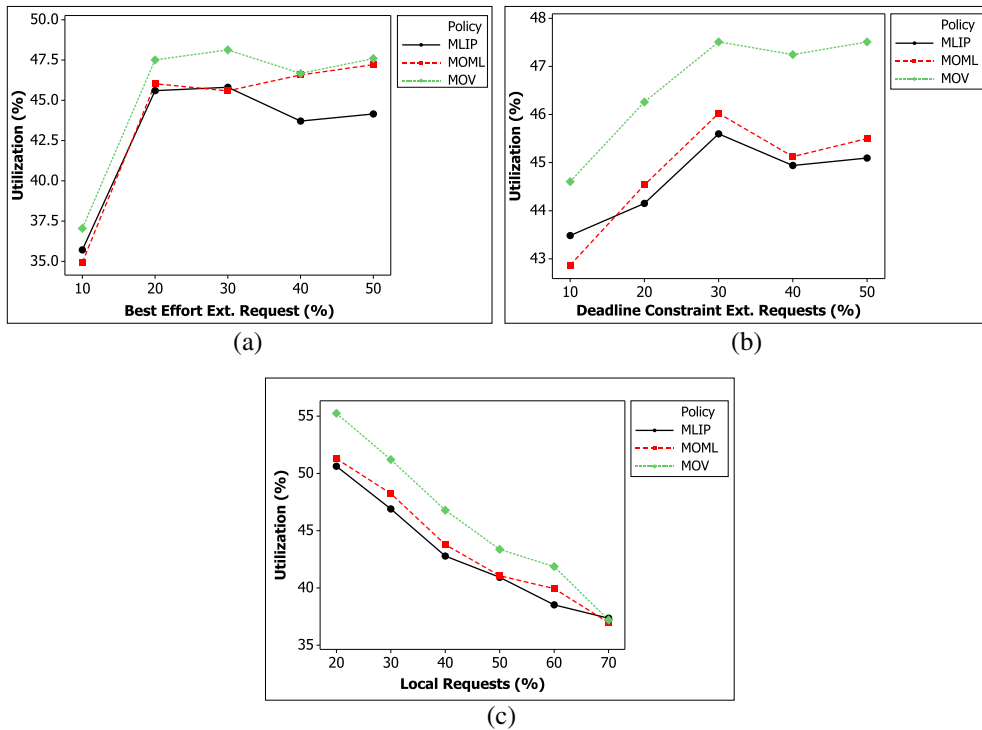 50.0
47.5
45.0
42.5
40.0
37.5
35.0
Utilization (%)
10 20 30 40 50
Best Effort Ext. Request (%)
Policy
MLIP
MOML
MOV
(a)
48
47
46
45
44
43
Utilization (%)
10 20 30 40 50
Deadline Constraint Ext. Requests (%)
Policy
MLIP
MOML
MOV
(b)
55
50
45
40
35
Utilization (%)
20 30 40 50 60 70
Local Requests (%)
Policy
MLIP
MOML
MOV
(c)